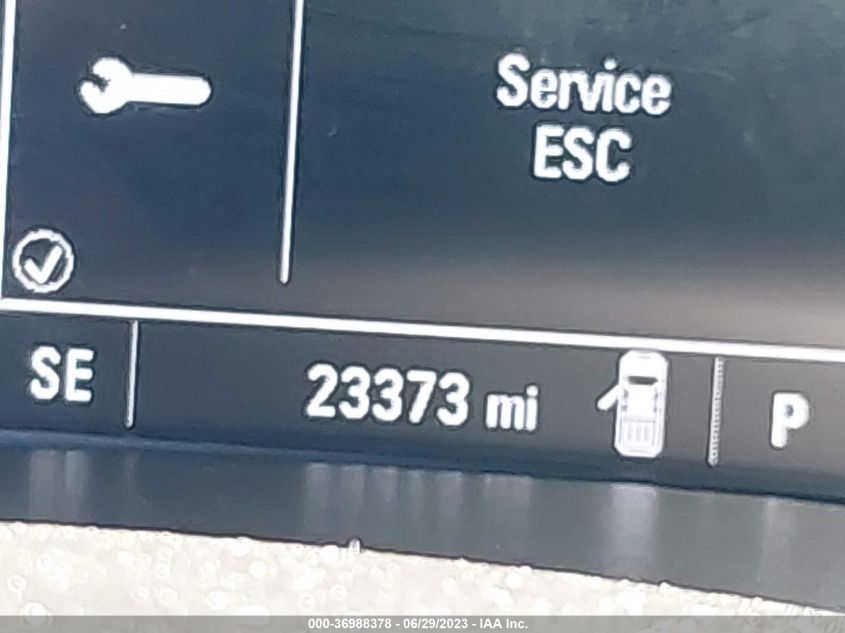 Service
ESC
SE
23373 mi
P
000-36988378 - 06/29/2023 - IAA Inc.